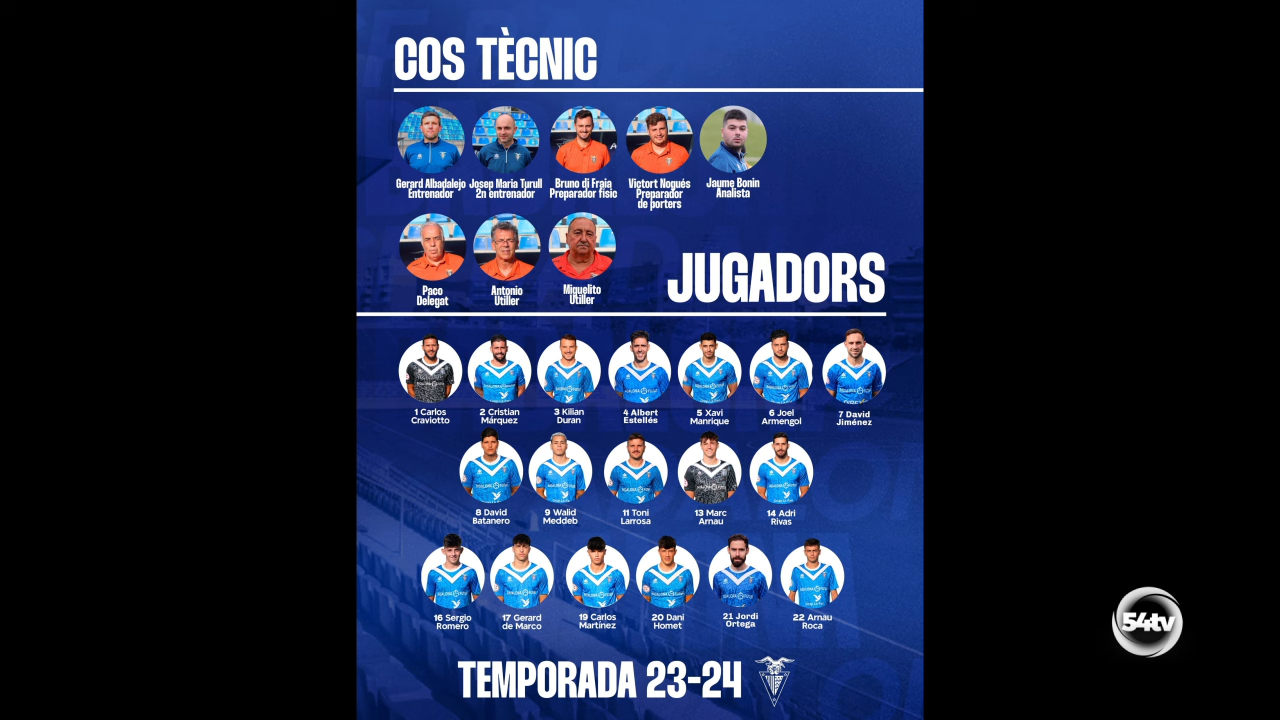 COS TÈCNIC
Gerard Albadalejo
Entrenador
Josep Maria Turull
2n entrenador
Bruno di Fraia
Preparador físic
Victort Nogués
Preparador
de porters
Jaume Bonin
Analista
Paco
Delegat
Antonio
Utiller
Miguelito
Utiller
JUGADORS
1 Carlos
Craviotto
2 Cristian
Márquez
3 Kilian
Duran
4 Albert
Estellés
5 Xavi
Manrique
6 Joel
Armengol
7 David
Jiménez
8 David
Batanero
9 Walid
Meddeb
11 Toni
Larrosa
13 Marc
Arnau
14 Adri
Rivas
16 Sergio
Romero
17 Gerard
de Marco
19 Carlos
Martínez
20 Dani
Homet
21 Jordi
Ortega
22 Arnau
Roca
TEMPORADA 23-24
54tv